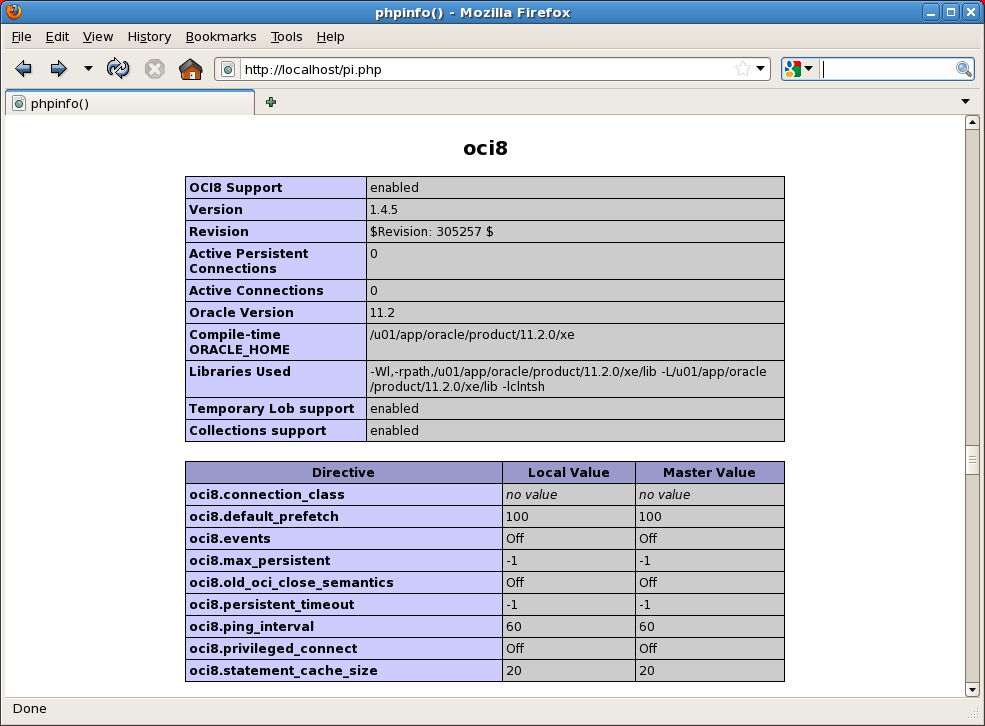 phpinfo() - Mozilla Firefox
File Edit View History Bookmarks Tools Help
http://localhost/pi.php
phpinfo()
oci8
OCI8 Support enabled
Version 1.4.5
Revision $Revision: 305257 $
Active Persistent 0
Connections
Active Connections 0
Oracle Version 11.2
Compile-time /u01/app/oracle/product/11.2.0/xe
ORACLE_HOME
Libraries Used -Wl,-rpath,/u01/app/oracle/product/11.2.0/xe/lib -L/u01/app/oracle
/product/11.2.0/xe/lib -lclntsh
Temporary Lob support enabled
Collections support enabled
Directive Local Value Master Value
oci8.connection_class no value no value
oci8.default_prefetch 100 100
oci8.events Off Off
oci8.max_persistent -1 -1
oci8.old_oci_close_semantics Off Off
oci8.persistent_timeout -1 -1
oci8.ping_interval 60 60
oci8.privileged_connect Off Off
oci8.statement_cache_size 20 20
Done